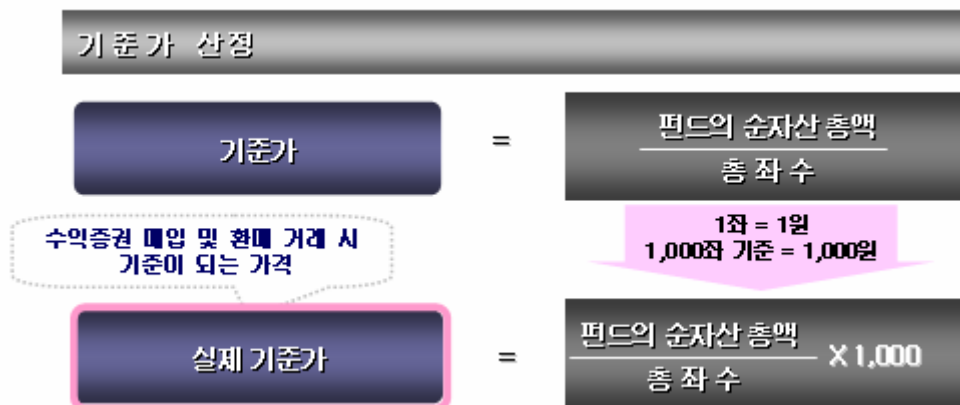 기준가 산정
기준가
=
펀드의 순자산 총액
총 좌 수
수익증권 매입 및 환매 거래 시
기준이 되는 가격
1좌 = 1원
1,000좌 기준 = 1,000원
실제 기준가
=
펀드의 순자산 총액
총 좌 수
X 1,000